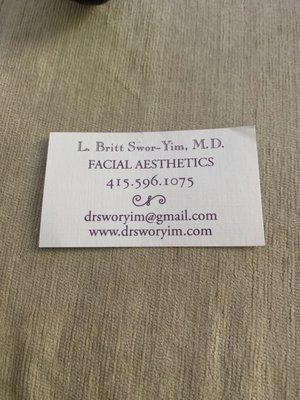 L. Britt Swor-Yim, M.D.
FACIAL AESTHETICS
415.596.1075
drsworyim@gmail.com
www.drsworyim.com